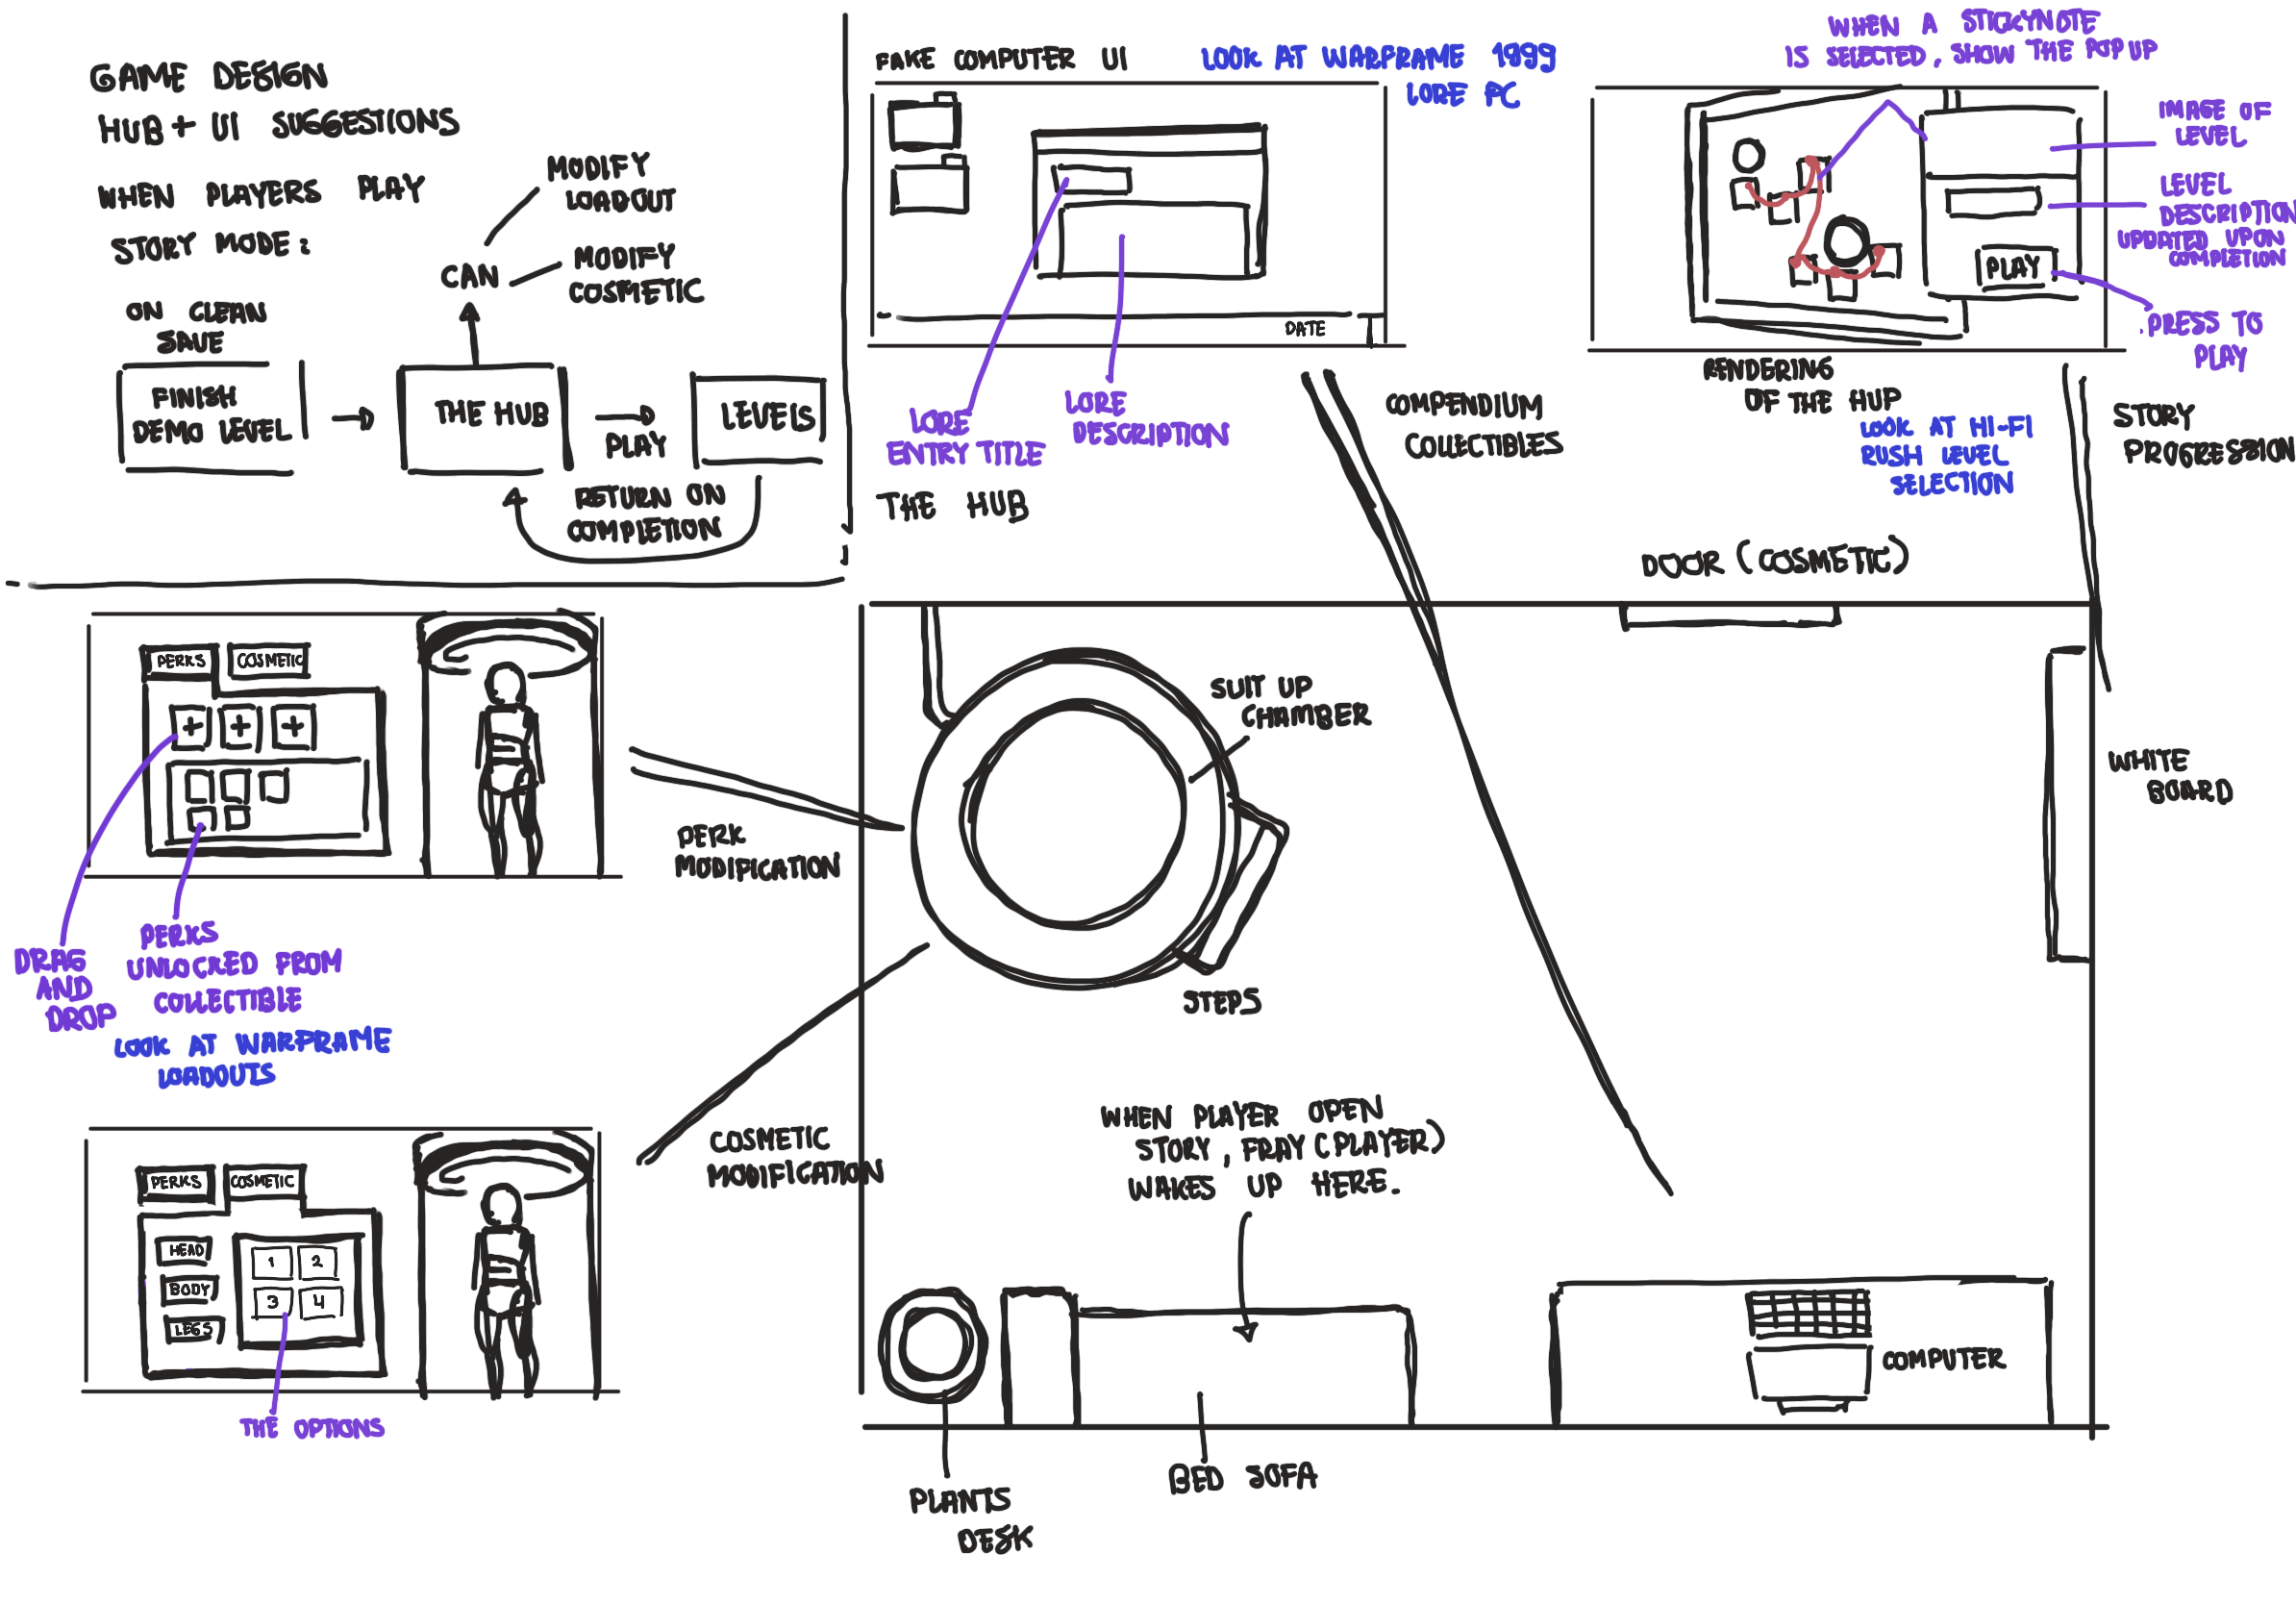 GAME DESIGN
HUB + UI SUGGESTIONS
WHEN PLAYERS PLAY
STORY MODE :
ON CLEAN
SAVE
FINISH
DEMO LEVEL
THE HUB
CAN
MODIFY
LOADOUT
MODIFY
COSMETIC
PLAY
LEVELS
RETURN ON
COMPLETION
FAKE COMPUTER UI
LOOK AT WARFRAME 1999
LORE PC
DATE
LORE
ENTRY TITLE
LORE
DESCRIPTION
COMPENDIUM
COLLECTIBLES
WHEN A STICKYNOTE
IS SELECTED, SHOW THE POP UP
IMAGE OF
LEVEL
LEVEL
DESCRIPTION
UPDATED UPON
COMPLETION
PLAY
PRESS TO
PLAY
RENDERING
OF THE HUP
LOOK AT HI-FI
RUSH LEVEL
SELECTION
STORY
PROGRESSION
THE HUB
DOOR (COSMETIC)
SUIT UP
CHAMBER
STEPS
WHITE
BOARD
WHEN PLAYER OPEN
STORY, FRAY (PLAYER)
WAKES UP HERE.
COMPUTER
BED SOFA
PLANTS
DESK
PERKS
COSMETIC
+ + +
PERK
MODIFICATION
DRAG
AND
DROP
PERKS
UNLOCKED FROM
COLLECTIBLE
LOOK AT WARFRAME
LOADOUTS
PERKS
COSMETIC
HEAD
BODY
LEGS
1 2
3 4
THE OPTIONS
COSMETIC
MODIFICATION